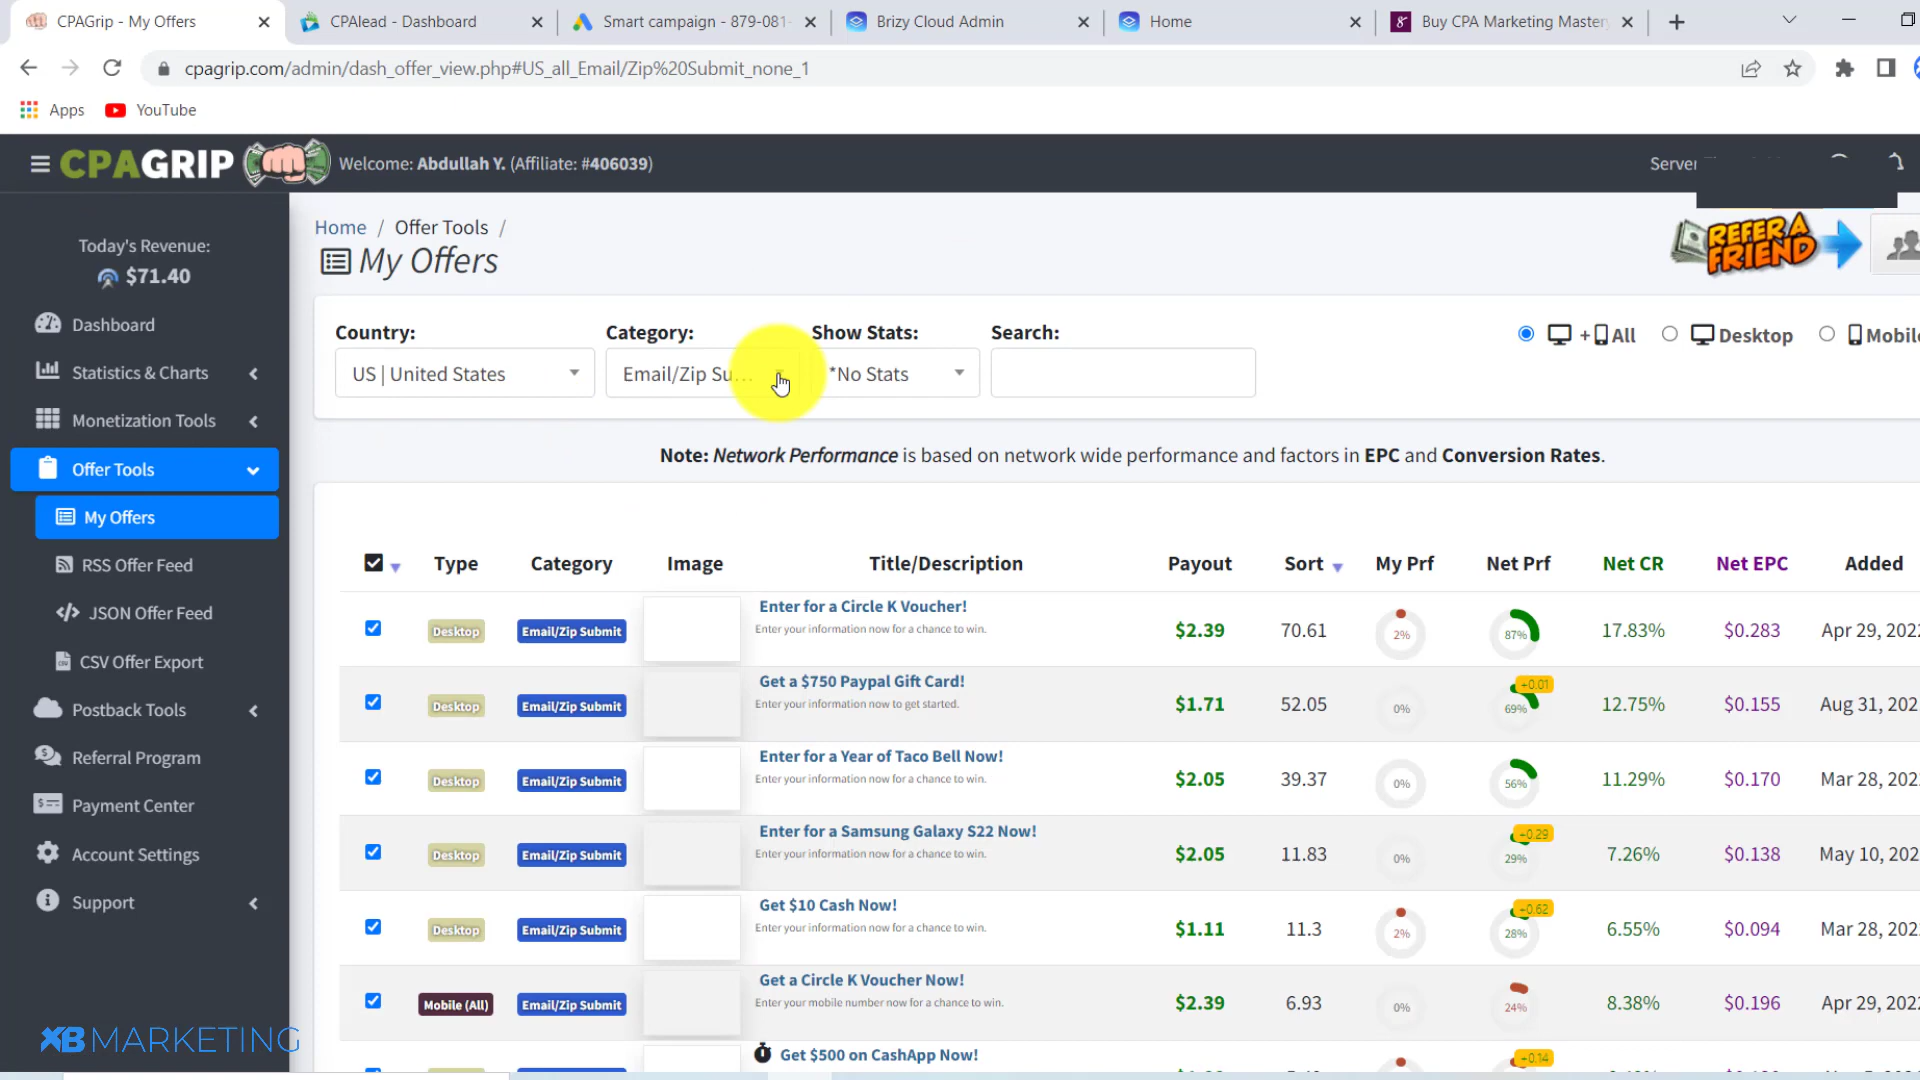 CPAGrip - My Offers
CPAlead - Dashboard
Smart campaign - 879-081-
Brizy Cloud Admin
Home
Buy CPA Marketing Mastery
cpagrip.com/admin/dash_offer_view.php#US_all_Email/Zip%20Submit_none_1
Apps
YouTube
CPAGRIP
Welcome: Abdullah Y. (Affiliate: #406039)
Server
Today's Revenue:
$71.40
Dashboard
Statistics & Charts
Monetization Tools
Offer Tools
My Offers
RSS Offer Feed
JSON Offer Feed
CSV Offer Export
Postback Tools
Referral Program
Payment Center
Account Settings
Support
XB MARKETING
Home / Offer Tools /
My Offers
REFER A FRIEND
Country: Category: Show Stats: Search:
US | United States Email/Zip Su... *No Stats
+ All Desktop Mobile
Note: Network Performance is based on network wide performance and factors in EPC and Conversion Rates.
Type Category Image Title/Description Payout Sort My Prf Net Prf Net CR Net EPC Added
Desktop Email/Zip Submit Enter for a Circle K Voucher! $2.39 70.61 2% 87% 17.83% $0.283 Apr 29, 2022
Enter your information now for a chance to win.
Desktop Email/Zip Submit Get a $750 Paypal Gift Card! $1.71 52.05 0% 69% +0.01 12.75% $0.155 Aug 31, 202
Enter your information now to get started.
Desktop Email/Zip Submit Enter for a Year of Taco Bell Now! $2.05 39.37 0% 56% 11.29% $0.170 Mar 28, 202
Enter your information now for a chance to win.
Desktop Email/Zip Submit Enter for a Samsung Galaxy S22 Now! $2.05 11.83 0% 29% +0.29 7.26% $0.138 May 10, 202
Enter your information now for a chance to win.
Desktop Email/Zip Submit Get $10 Cash Now! $1.11 11.3 2% 28% +0.62 6.55% $0.094 Mar 28, 202
Enter your information now for a chance to win.
Mobile (All) Email/Zip Submit Get a Circle K Voucher Now! $2.39 6.93 0% 24% 8.38% $0.196 Apr 29, 202
Enter your mobile number now for a chance to win.
Get $500 on CashApp Now! +0.14